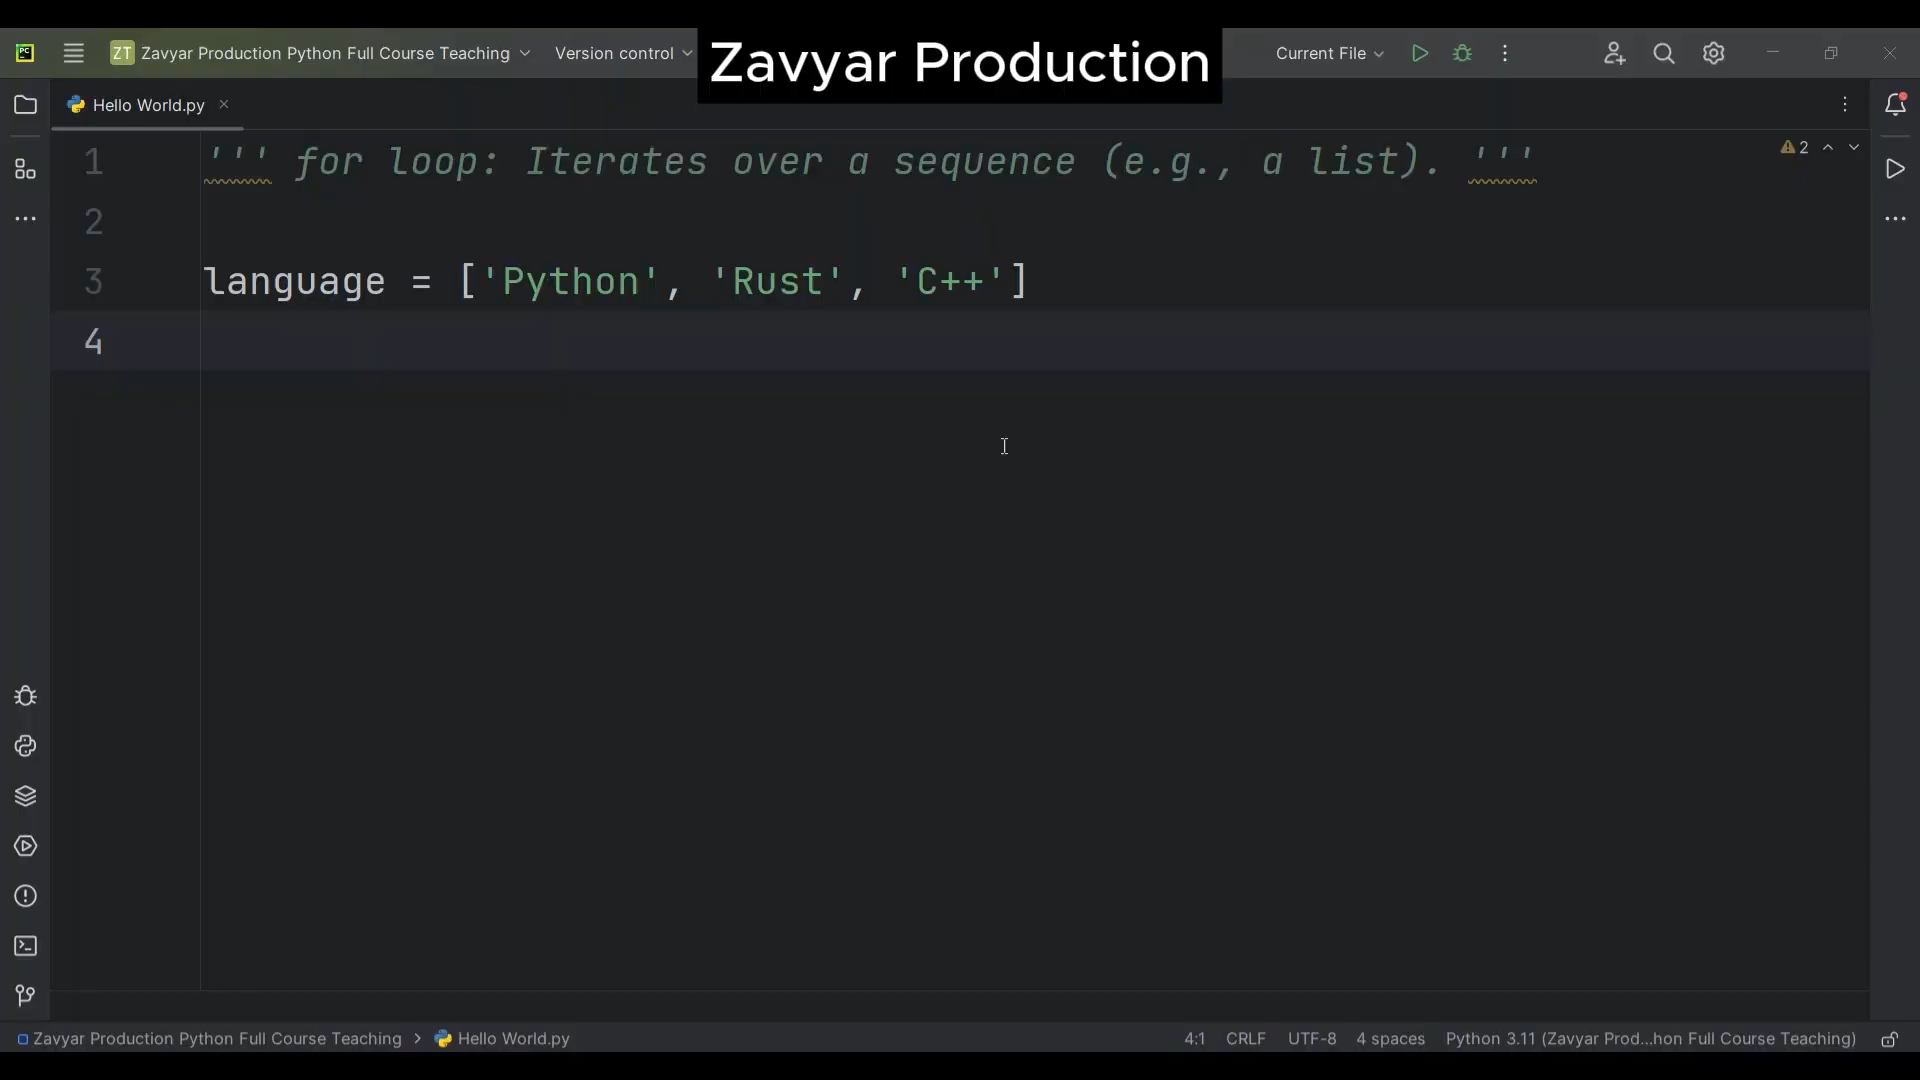 ZT Zavyar Production Python Full Course Teaching Version control Zavyar Production Current File
Hello World.py
2
1 ''' for loop: Iterates over a sequence (e.g., a list). '''
2
3 language = ['Python', 'Rust', 'C++']
4
Zavyar Production Python Full Course Teaching > Hello World.py 4:1 CRLF UTF-8 4 spaces Python 3.11 (Zavyar Prod...hon Full Course Teaching)